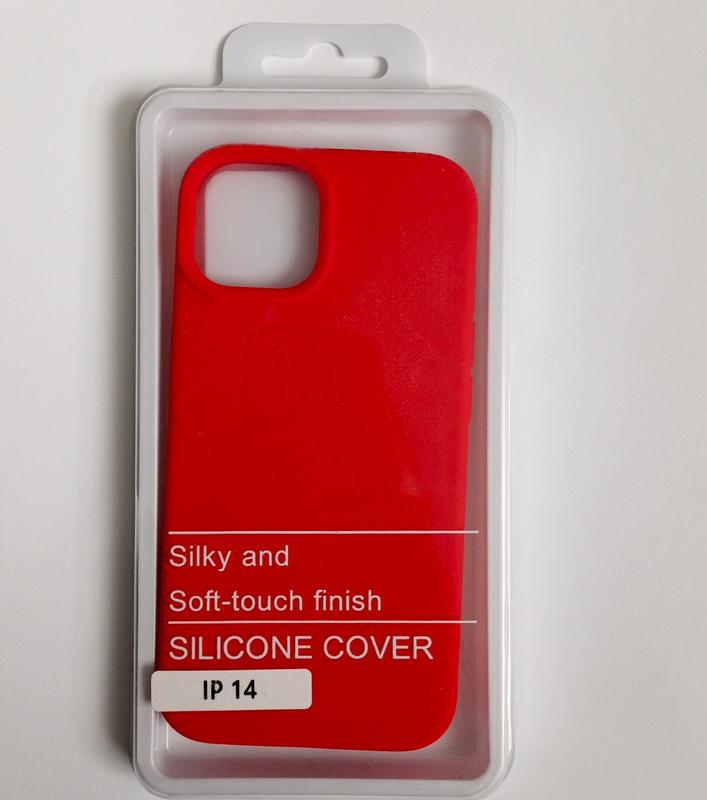 Silky and
Soft-touch finish
SILICONE COVER
IP 14